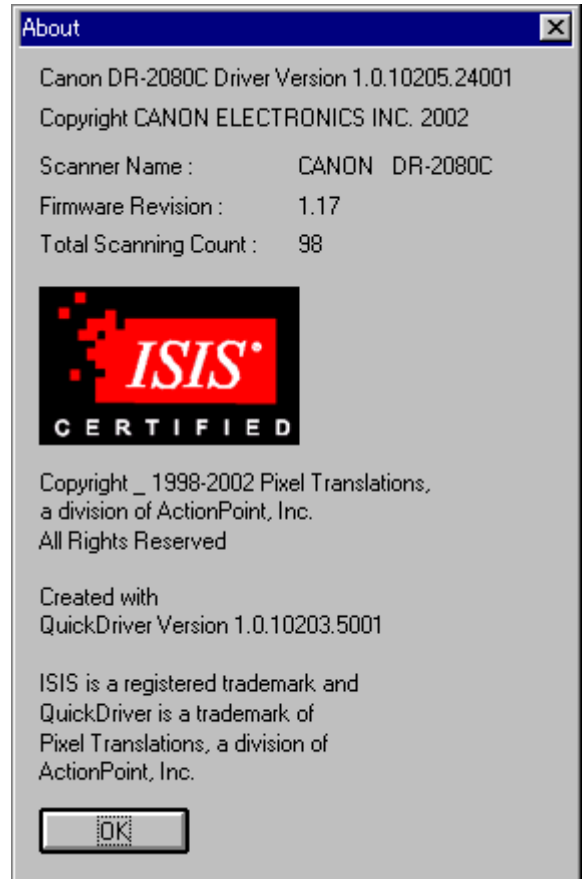 About
Canon DR-2080C Driver Version 1.0.10205.24001
Copyright CANON ELECTRONICS INC. 2002
Scanner Name : CANON DR-2080C
Firmware Revision : 1.17
Total Scanning Count : 98
ISIS
CERTIFIED
Copyright _ 1998-2002 Pixel Translations,
a division of ActionPoint, Inc.
All Rights Reserved
Created with
QuickDriver Version 1.0.10203.5001
ISIS is a registered trademark and
QuickDriver is a trademark of
Pixel Translations, a division of
ActionPoint, Inc.
OK